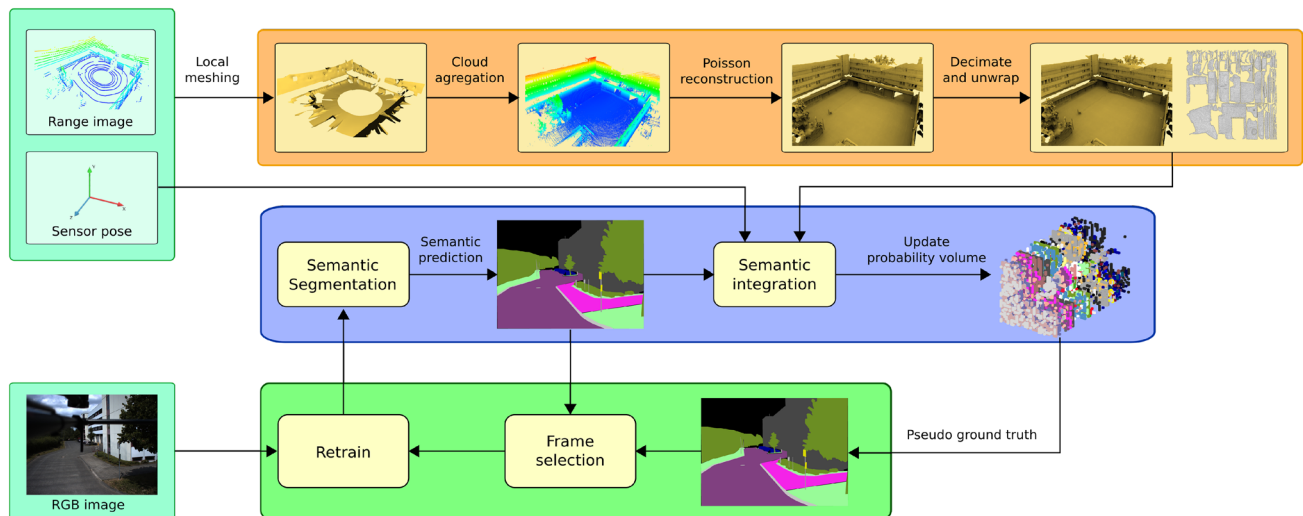 Range image
Sensor pose
Local
meshing
Cloud
agregation
Poisson
reconstruction
Decimate
and unwrap
Semantic
Segmentation
Semantic
prediction
Semantic
integration
Update
probability volume
RGB image
Retrain
Frame
selection
Pseudo ground truth